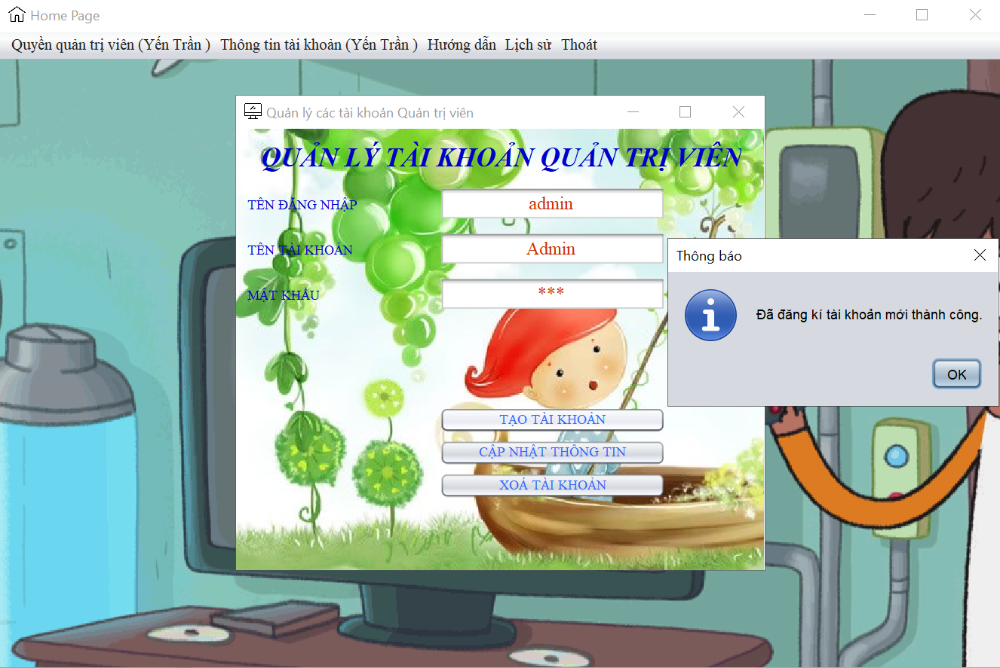 Home Page
Quyền quản trị viên (Yến Trần ) Thông tin tài khoản (Yến Trần ) Hướng dẫn Lịch sử Thoát
Quản lý các tài khoản Quản trị viên
QUẢN LÝ TÀI KHOẢN QUẢN TRỊ VIÊN
TÊN ĐĂNG NHẬP admin
TÊN TÀI KHOẢN Admin
MẬT KHẨU ***
Thông báo
Đã đăng kí tài khoản mới thành công.
OK
TẠO TÀI KHOẢN
CẬP NHẬT THÔNG TIN
XOÁ TÀI KHOẢN